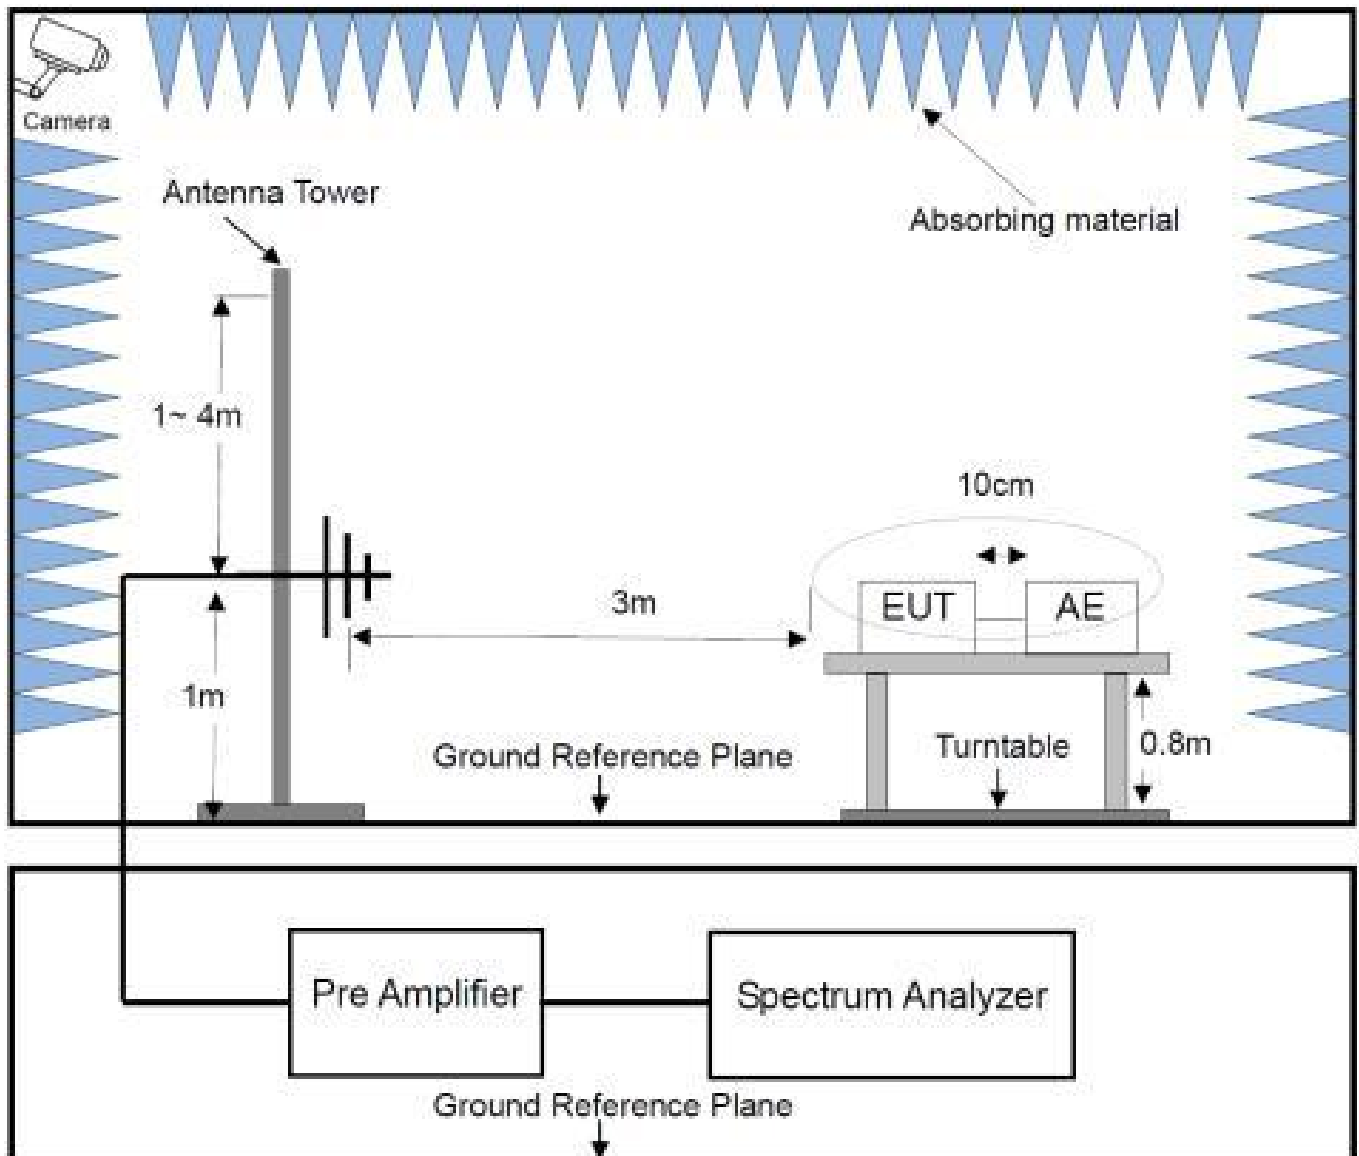 Camera
Antenna Tower
Absorbing material
1~ 4m
10cm
3m
EUT
AE
1m
Ground Reference Plane
Turntable
0.8m
Pre Amplifier
Spectrum Analyzer
Ground Reference Plane